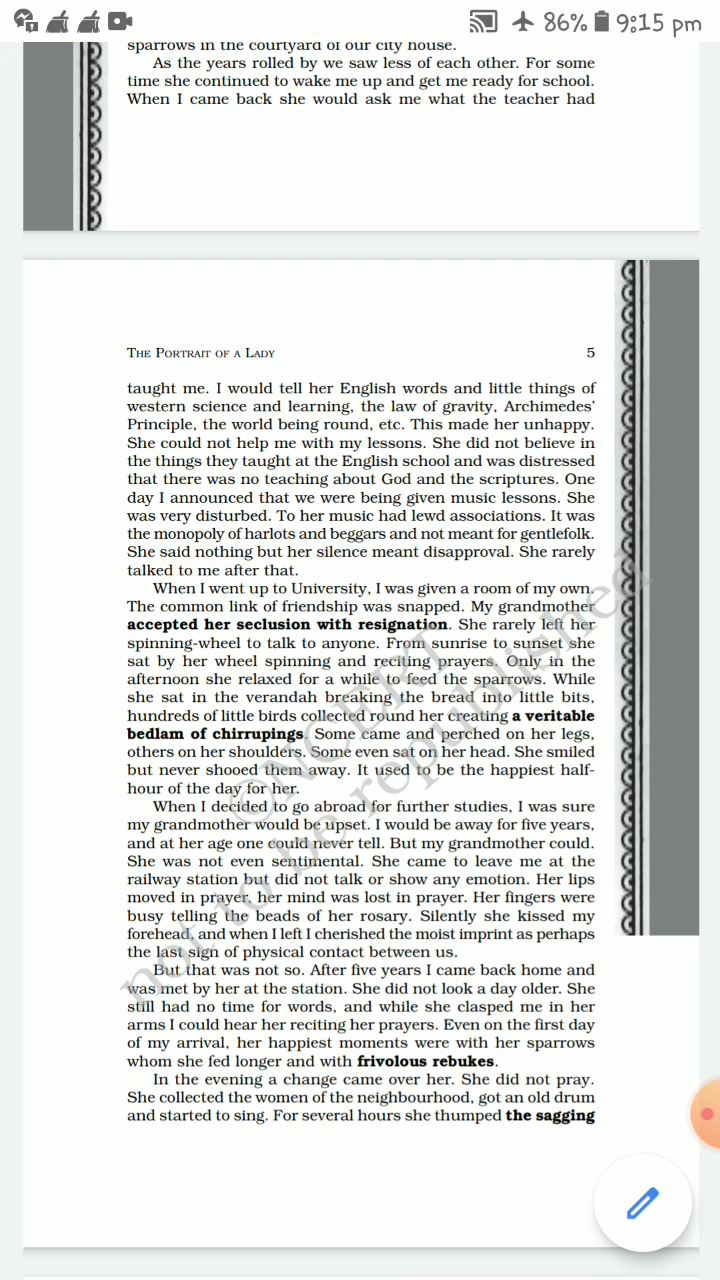 86% 9:15 pm
sparrows in the courtyard of our city house.
As the years rolled by we saw less of each other. For some
time she continued to wake me up and get me ready for school.
When I came back she would ask me what the teacher had
THE PORTRAIT OF A LADY 5
taught me. I would tell her English words and little things of
western science and learning, the law of gravity, Archimedes’
Principle, the world being round, etc. This made her unhappy.
She could not help me with my lessons. She did not believe in
the things they taught at the English school and was distressed
that there was no teaching about God and the scriptures. One
day I announced that we were being given music lessons. She
was very disturbed. To her music had lewd associations. It was
the monopoly of harlots and beggars and not meant for gentlefolk.
She said nothing but her silence meant disapproval. She rarely
talked to me after that.
When I went up to University, I was given a room of my own.
The common link of friendship was snapped. My grandmother
accepted her seclusion with resignation. She rarely left her
spinning-wheel to talk to anyone. From sunrise to sunset she
sat by her wheel spinning and reciting prayers. Only in the
afternoon she relaxed for a while to feed the sparrows. While
she sat in the verandah breaking the bread into little bits,
hundreds of little birds collected round her creating a veritable
bedlam of chirrupings. Some came and perched on her legs,
others on her shoulders. Some even sat on her head. She smiled
but never shooed them away. It used to be the happiest half-
hour of the day for her.
When I decided to go abroad for further studies, I was sure
my grandmother would be upset. I would be away for five years,
and at her age one could never tell. But my grandmother could.
She was not even sentimental. She came to leave me at the
railway station but did not talk or show any emotion. Her lips
moved in prayer, her mind was lost in prayer. Her fingers were
busy telling the beads of her rosary. Silently she kissed my
forehead, and when I left I cherished the moist imprint as perhaps
the last sign of physical contact between us.
But that was not so. After five years I came back home and
was met by her at the station. She did not look a day older. She
still had no time for words, and while she clasped me in her
arms I could hear her reciting her prayers. Even on the first day
of my arrival, her happiest moments were with her sparrows
whom she fed longer and with frivolous rebukes.
In the evening a change came over her. She did not pray.
She collected the women of the neighbourhood, got an old drum
and started to sing. For several hours she thumped the sagging
©NCERT
not to be republished